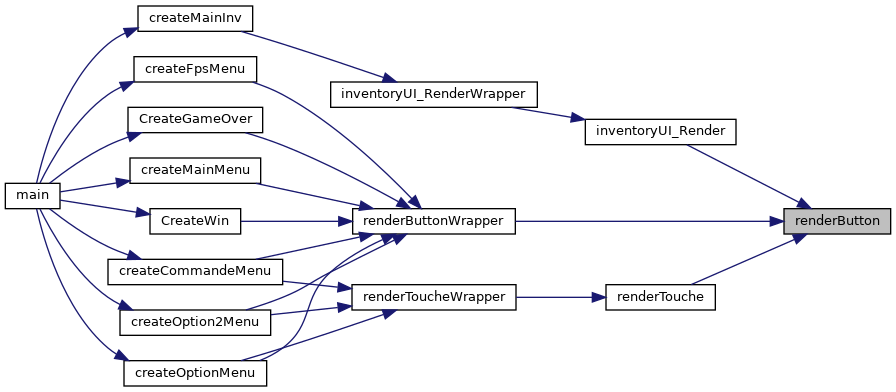 createMainInv
createFpsMenu
inventoryUI_RenderWrapper
CreateGameOver
inventoryUI_Render
createMainMenu
main
CreateWin
renderButtonWrapper
renderButton
createCommandeMenu
renderToucheWrapper
renderTouche
createOption2Menu
createOptionMenu